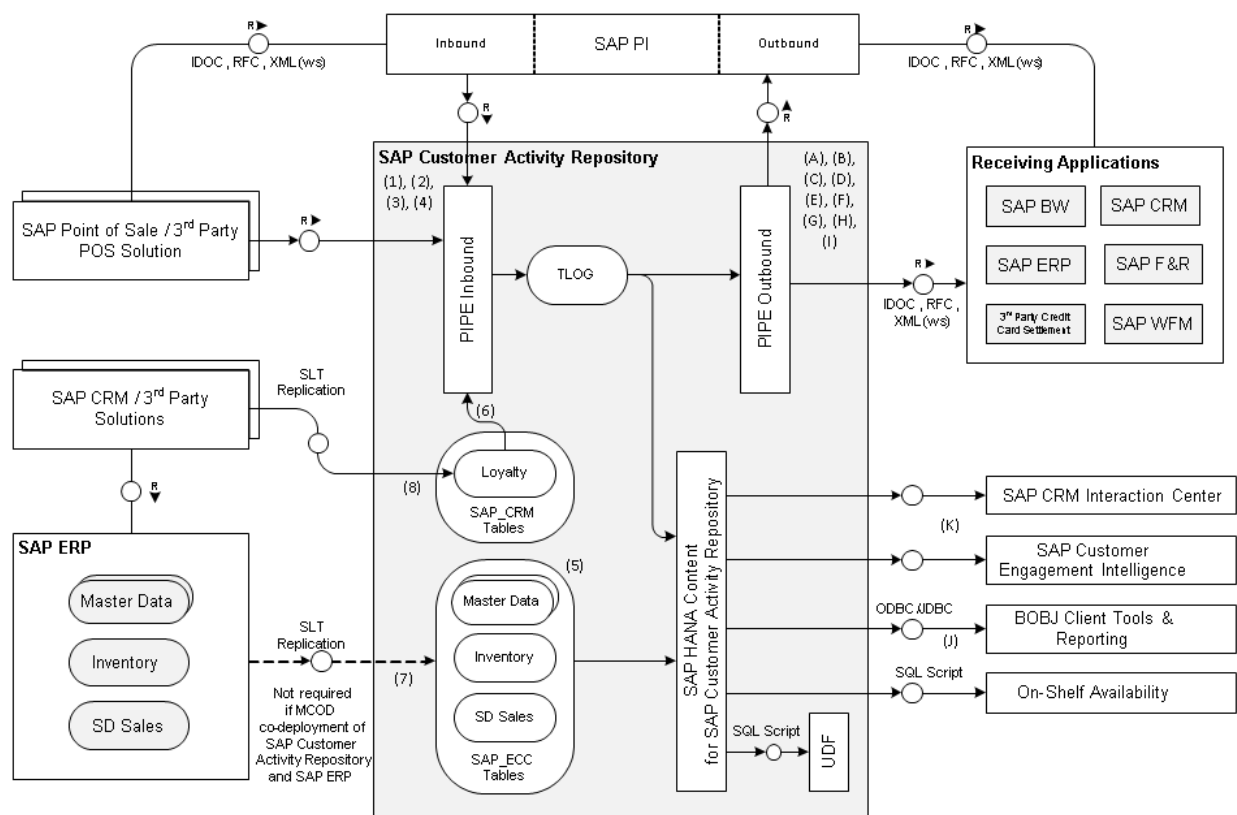 R
R
Inbound
SAP PI
Outbound
IDOC , RFC , XML(ws)
IDOC , RFC , XML(ws)
R
R
SAP Customer Activity Repository
(1), (2),
(3), (4)
(A), (B),
(C), (D),
(E), (F),
(G), (H),
(I)
Receiving Applications
SAP BW
SAP CRM
SAP ERP
SAP F&R
3rd Party Credit
Card Settlement
SAP WFM
SAP Point of Sale / 3rd Party
POS Solution
R
PIPE Inbound
TLOG
PIPE Outbound
R
IDOC , RFC ,
XML(ws)
SAP CRM / 3rd Party
Solutions
SLT
Replication
(6)
Loyalty
(8)
SAP_CRM
Tables
R
SAP ERP
Master Data
Inventory
SD Sales
SLT
Replication
(7)
Not required
if MCOD
co-deployment of
SAP Customer
Activity Repository
and SAP ERP
(5)
Master Data
Inventory
SD Sales
SAP_ECC
Tables
SAP HANA Content
for SAP Customer Activity Repository
SAP CRM Interaction Center
(K)
SAP Customer
Engagement Intelligence
ODBC/JDBC
(J)
BOBJ Client Tools &
Reporting
SQL Script
On-Shelf Availability
SQL Script
UDF